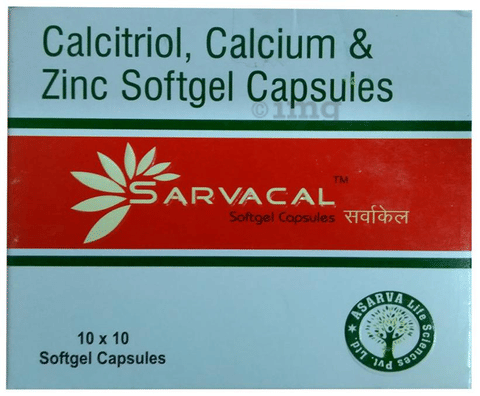 Calcitriol, Calcium &
Zinc Softgel Capsules
SARVACAL™
Softgel Capsules सर्वाकेल
10 x 10
Softgel Capsules
ASARVA Life Sciences Pvt. Ltd.